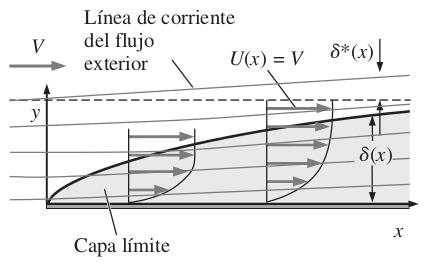 Línea de corriente
del flujo
exterior
V
U(x) = V
δ*(x)
y
δ(x)
x
Capa límite